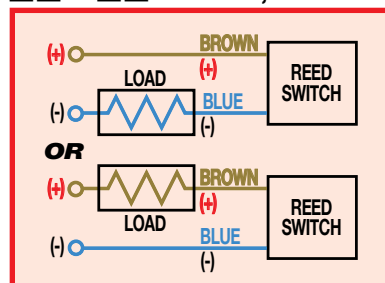 BROWN
(+)
(+)
LOAD
REED
SWITCH
BLUE
(-)
(-)
OR
BROWN
(+)
(+)
LOAD
REED
SWITCH
BLUE
(-)
(-)